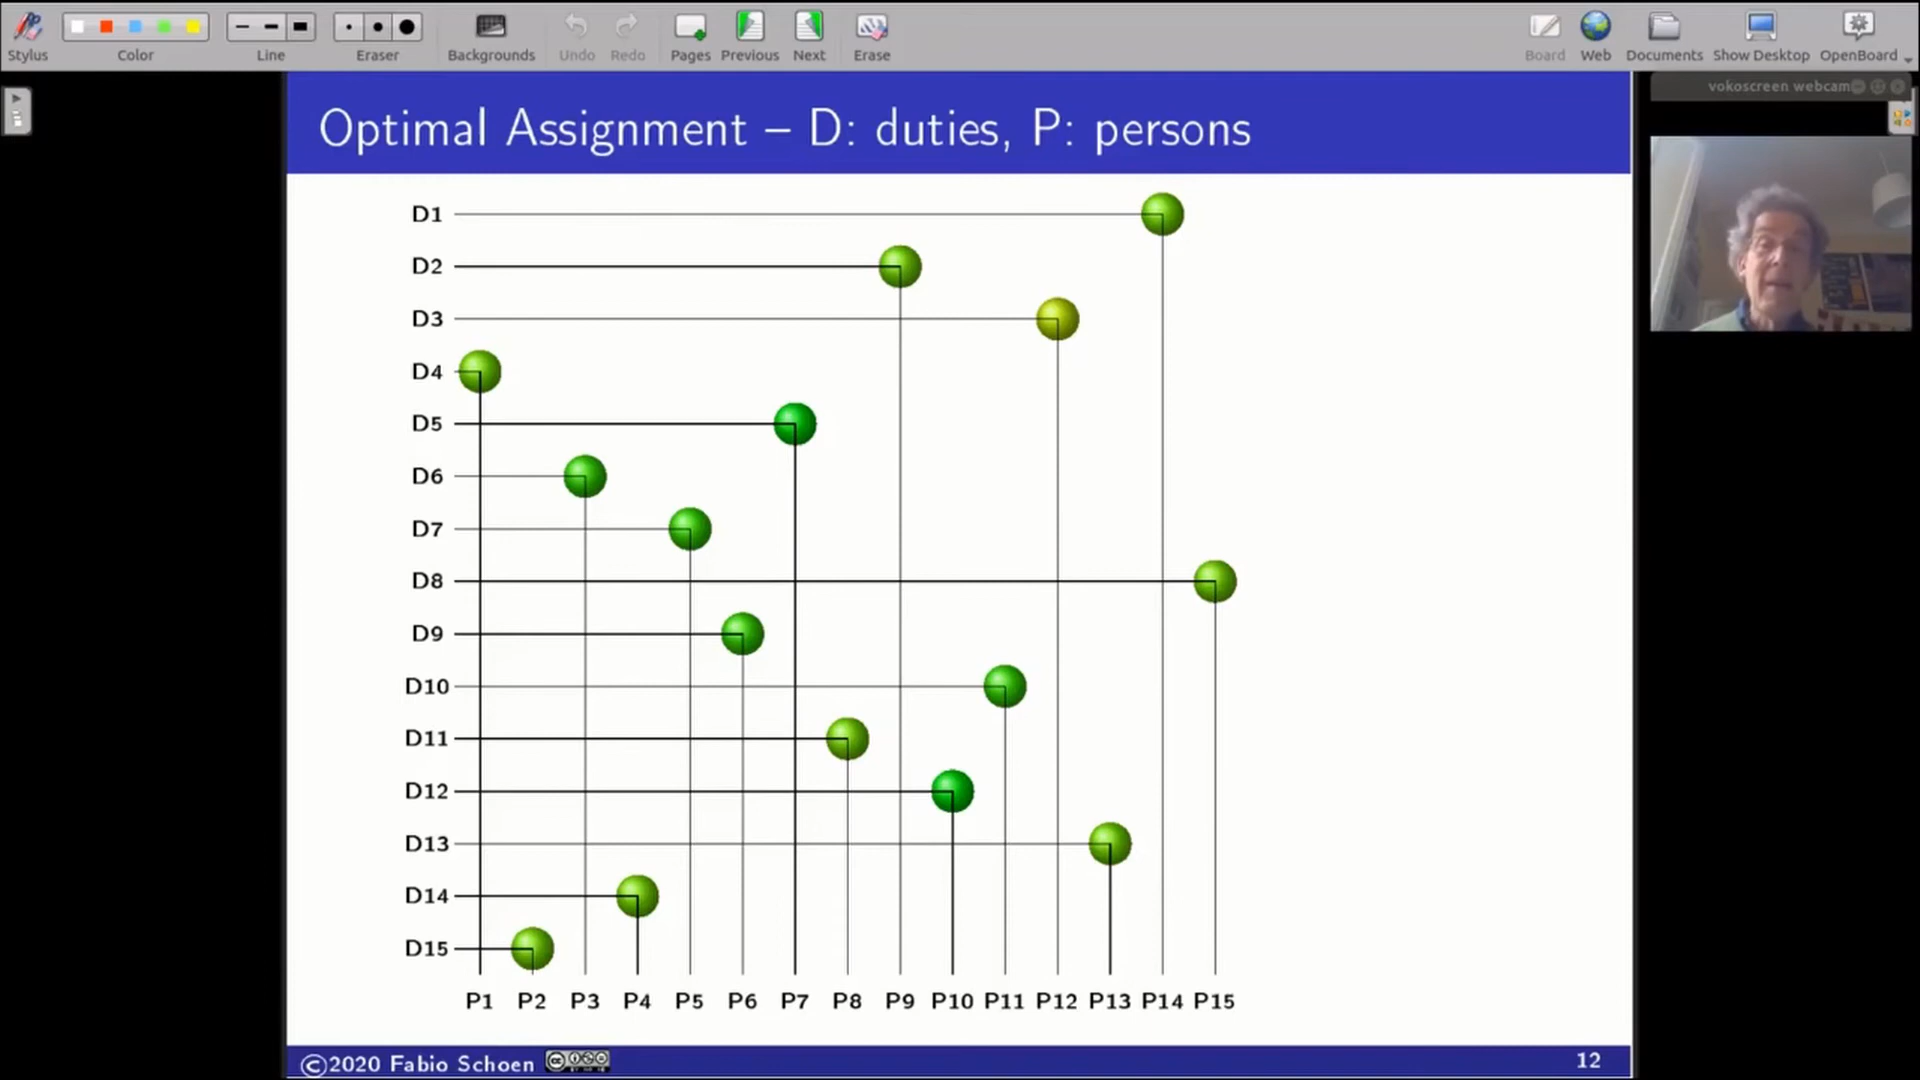 Stylus Color Line Eraser Backgrounds Undo Redo Pages Previous Next Erase Board Web Documents Show Desktop OpenBoard
vokoscreen webcam
Optimal Assignment – D: duties, P: persons
D1
D2
D3
D4
D5
D6
D7
D8
D9
D10
D11
D12
D13
D14
D15
P1 P2 P3 P4 P5 P6 P7 P8 P9 P10 P11 P12 P13 P14 P15
©2020 Fabio Schoen
12